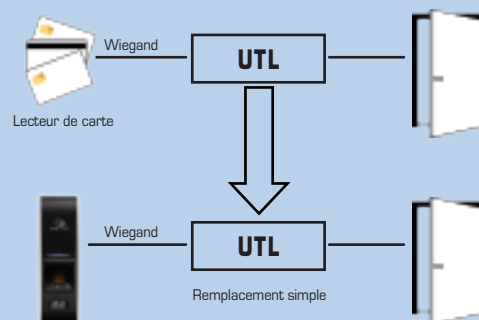 Wiegand
UTL
Lecteur de carte
Wiegand
UTL
Remplacement simple